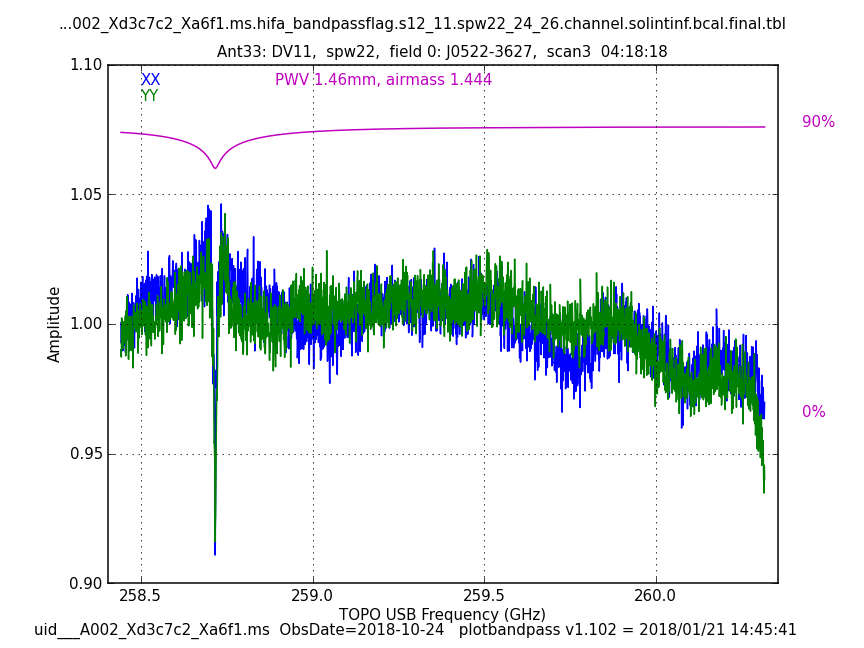 ...002_Xd3c7c2_Xa6f1.ms.hifa_bandpassflag.s12_11.spw22_24_26.channel.solintinf.bcal.final.tbl
Ant33: DV11,  spw22,  field 0: J0522-3627,  scan3  04:18:18
1.10
XX
PWV 1.46mm, airmass 1.444
YY
90%
1.05
1.00
Amplitude
0%
0.95
0.90
258.5
259.0
259.5
260.0
TOPO USB Frequency (GHz)
uid___A002_Xd3c7c2_Xa6f1.ms  ObsDate=2018-10-24   plotbandpass v1.102 = 2018/01/21 14:45:41